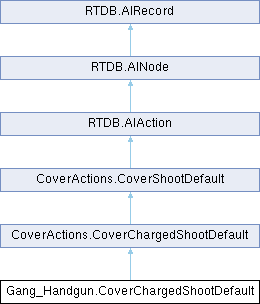 RTDB.AIRecord
RTDB.AINode
RTDB.AIAction
CoverActions.CoverShootDefault
CoverActions.CoverChargedShootDefault
Gang_Handgun.CoverChargedShootDefault